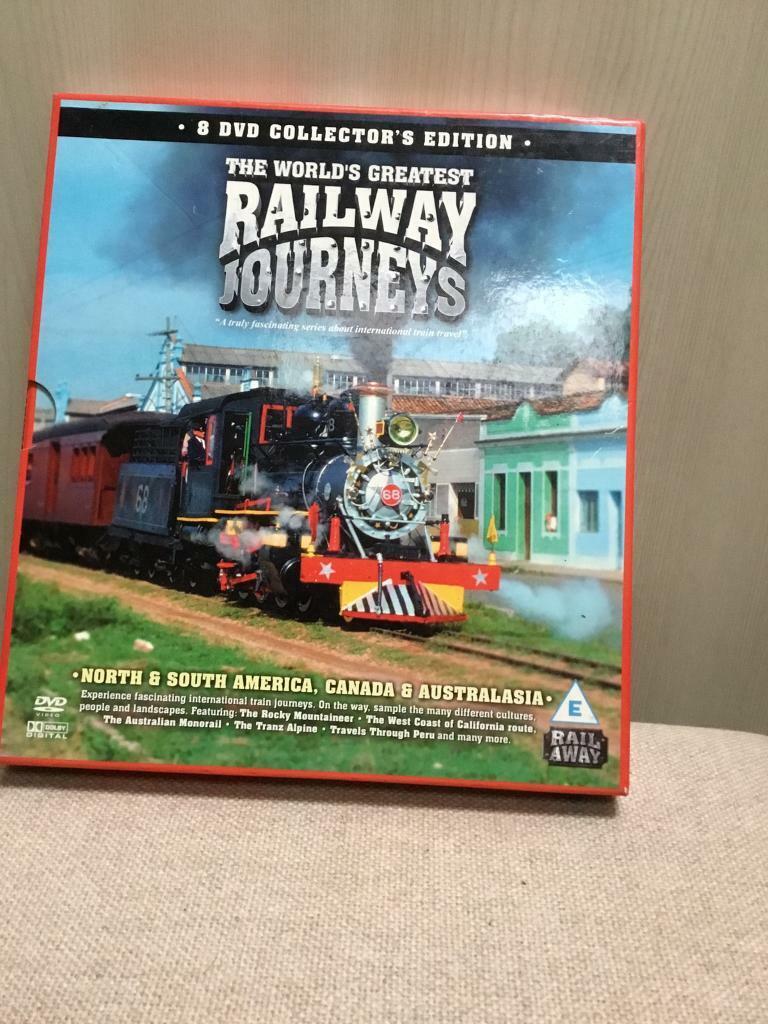 • 8 DVD COLLECTOR'S EDITION •
THE WORLD'S GREATEST
RAILWAY
JOURNEYS
"A truly fascinating series about international train travel"
68
68
•NORTH & SOUTH AMERICA, CANADA & AUSTRALASIA•
Experience fascinating international train journeys. On the way, sample the many different cultures,
people and landscapes. Featuring: The Rocky Mountaineer • The West Coast of California route,
The Australian Monorail • The Tranz Alpine • Travels Through Peru and many more.
DVD
VIDEO
DOLBY
DIGITAL
E
RAIL
AWAY